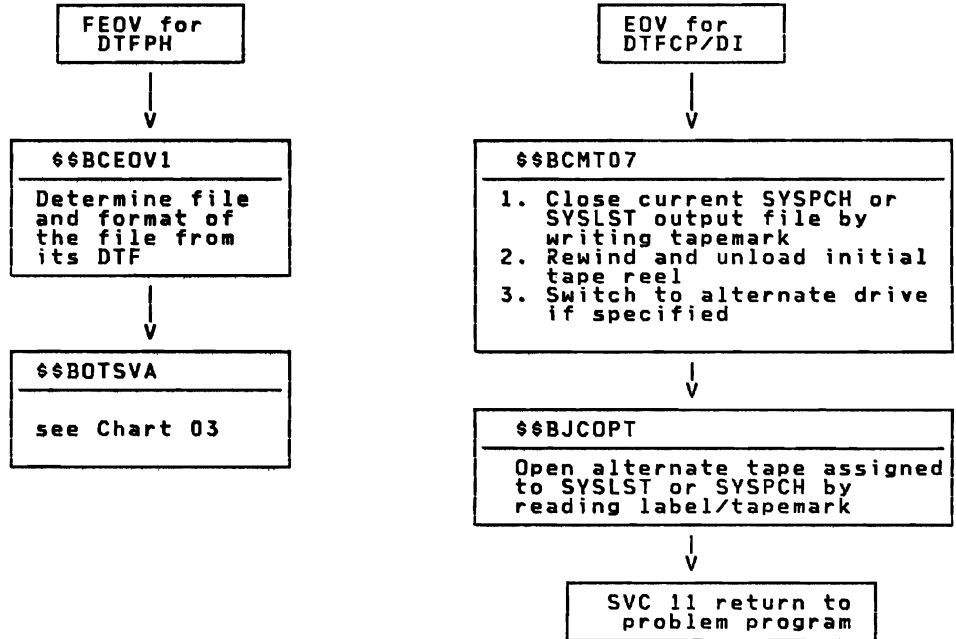 FEOV for
DTFPH
$$BCEOV1
Determine file
and format of
the file from
its DTF
$$BOTSVA
see Chart 03
EOV for
DTFCP/DI
$$BCMT07
1. Close current SYSPCH or
SYSLST output file by
writing tapemark
2. Rewind and unload initial
tape reel
3. Switch to alternate drive
if specified
$$BJCOPT
Open alternate tape assigned
to SYSLST or SYSPCH by
reading label/tapemark
SVC 11 return to
problem program